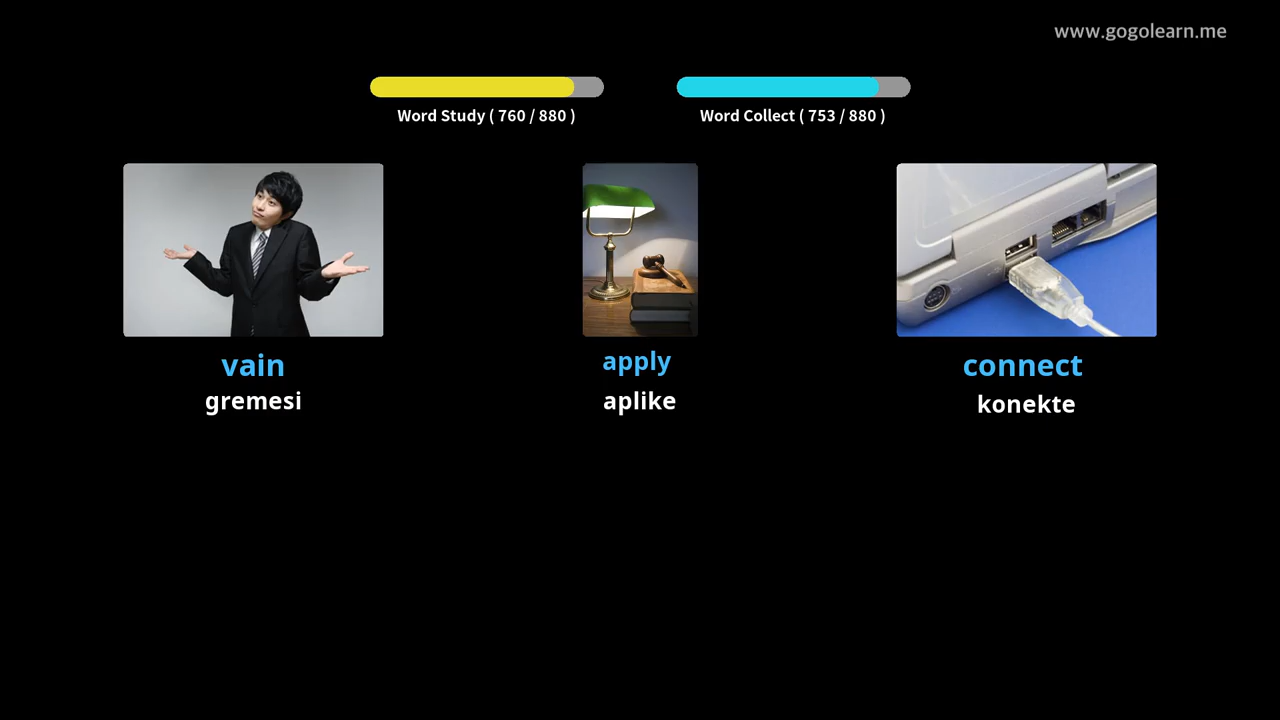 www.gogolearn.me
Word Study ( 760 / 880 )
Word Collect ( 753 / 880 )
vain
gremesi
apply
aplike
connect
konekte